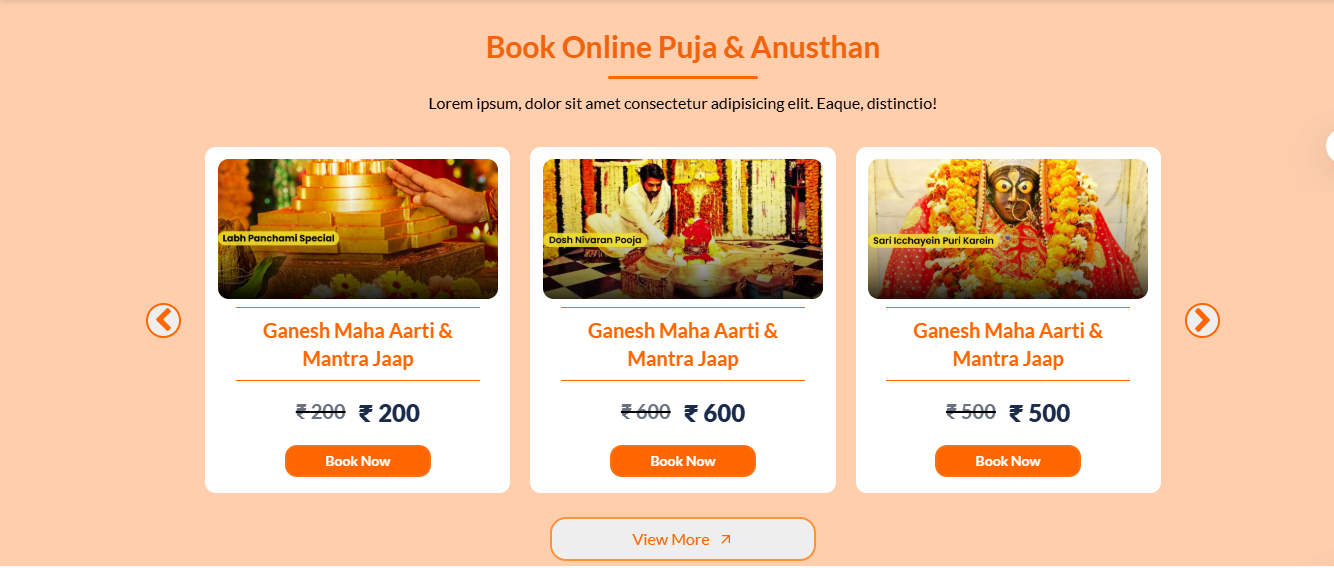 Book Online Puja & Anusthan
Lorem ipsum, dolor sit amet consectetur adipisicing elit. Eaque, distinctio!
Labh Panchami Special
Ganesh Maha Aarti &
Mantra Jaap
₹ 200 ₹ 200
Book Now
Dosh Nivaran Pooja
Ganesh Maha Aarti &
Mantra Jaap
₹ 600 ₹ 600
Book Now
Sari Icchayein Puri Karein
Ganesh Maha Aarti &
Mantra Jaap
₹ 500 ₹ 500
Book Now
View More